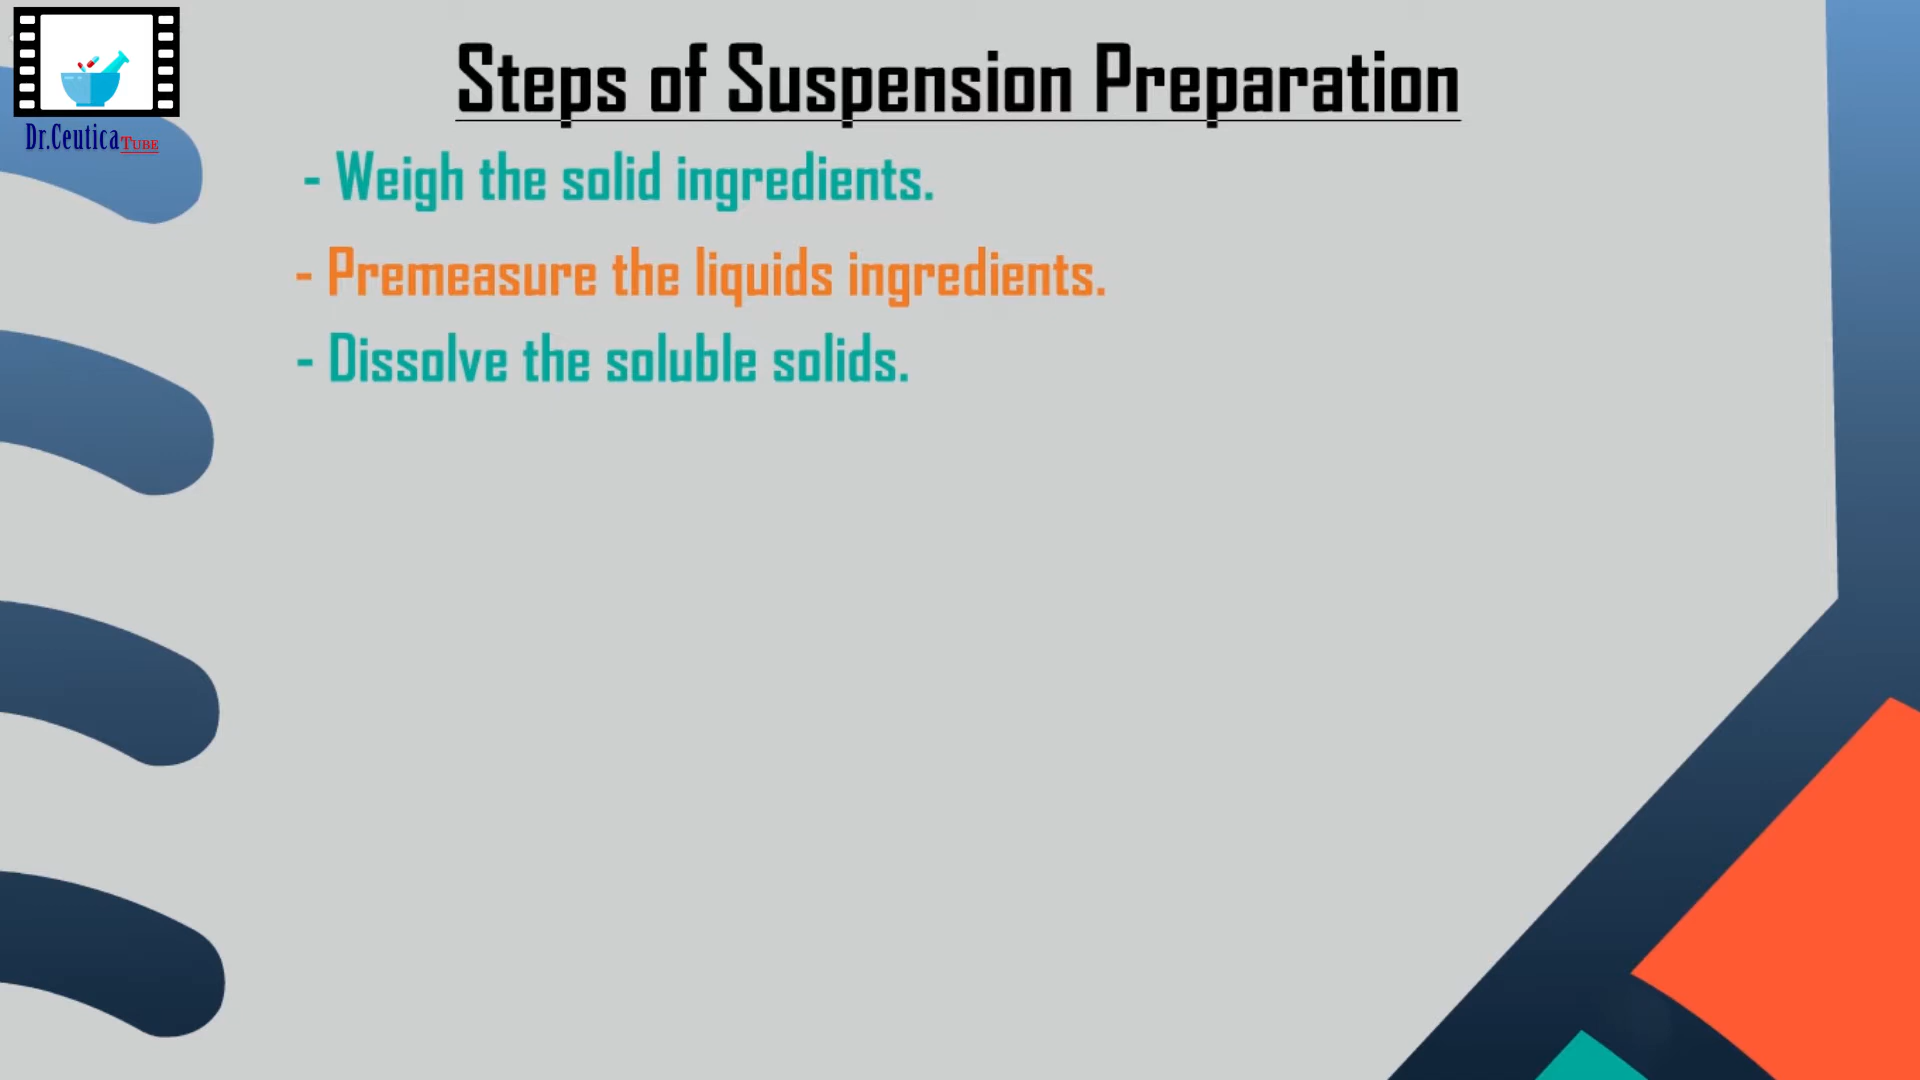 Dr.Ceutica TUBE
Steps of Suspension Preparation
- Weigh the solid ingredients.
- Premeasure the liquids ingredients.
- Dissolve the soluble solids.